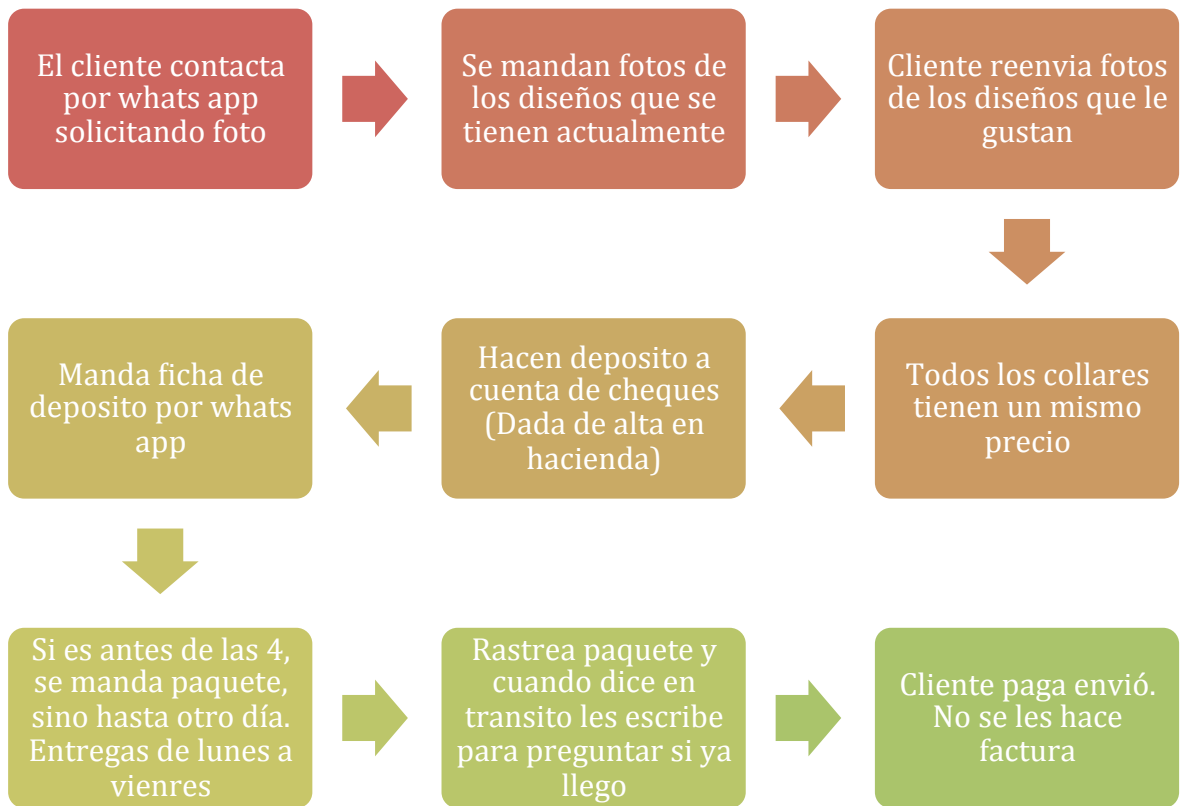 El cliente contacta
por whats app
solicitando foto
Se mandan fotos de
los diseños que se
tienen actualmente
Cliente reenvia fotos
de los diseños que le
gustan
Todos los collares
tienen un mismo
precio
Hacen deposito a
cuenta de cheques
(Dada de alta en
hacienda)
Manda ficha de
deposito por whats
app
Si es antes de las 4,
se manda paquete,
sino hasta otro día.
Entregas de lunes a
vienres
Rastrea paquete y
cuando dice en
transito les escribe
para preguntar si ya
llego
Cliente paga envió.
No se les hace
factura